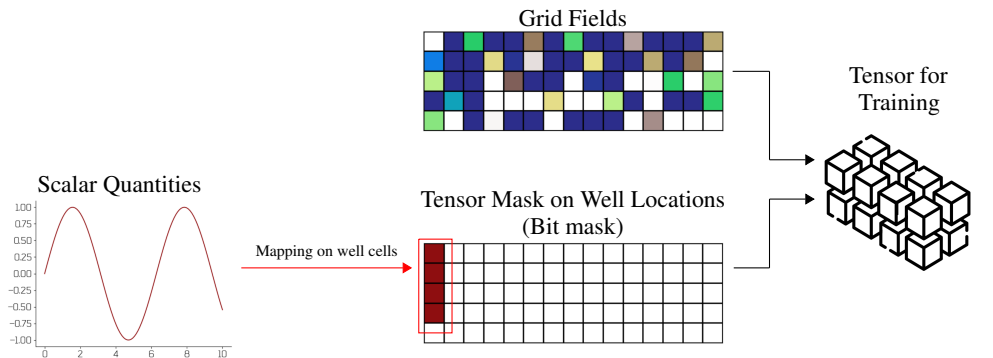 Grid Fields
Tensor for
Training
Scalar Quantities
1.00
0.75
0.50
0.25
0.00
−0.25
−0.50
−0.75
−1.00
0 2 4 6 8 10
Mapping on well cells
Tensor Mask on Well Locations
(Bit mask)